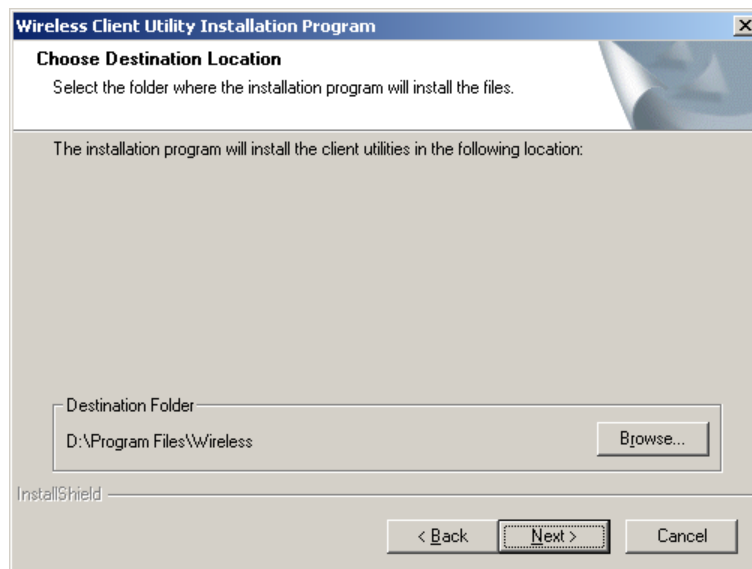 Wireless Client Utility Installation Program
Choose Destination Location
Select the folder where the installation program will install the files.
The installation program will install the client utilities in the following location:
Destination Folder
D:\Program Files\Wireless
Browse...
InstallShield
< Back
Next >
Cancel